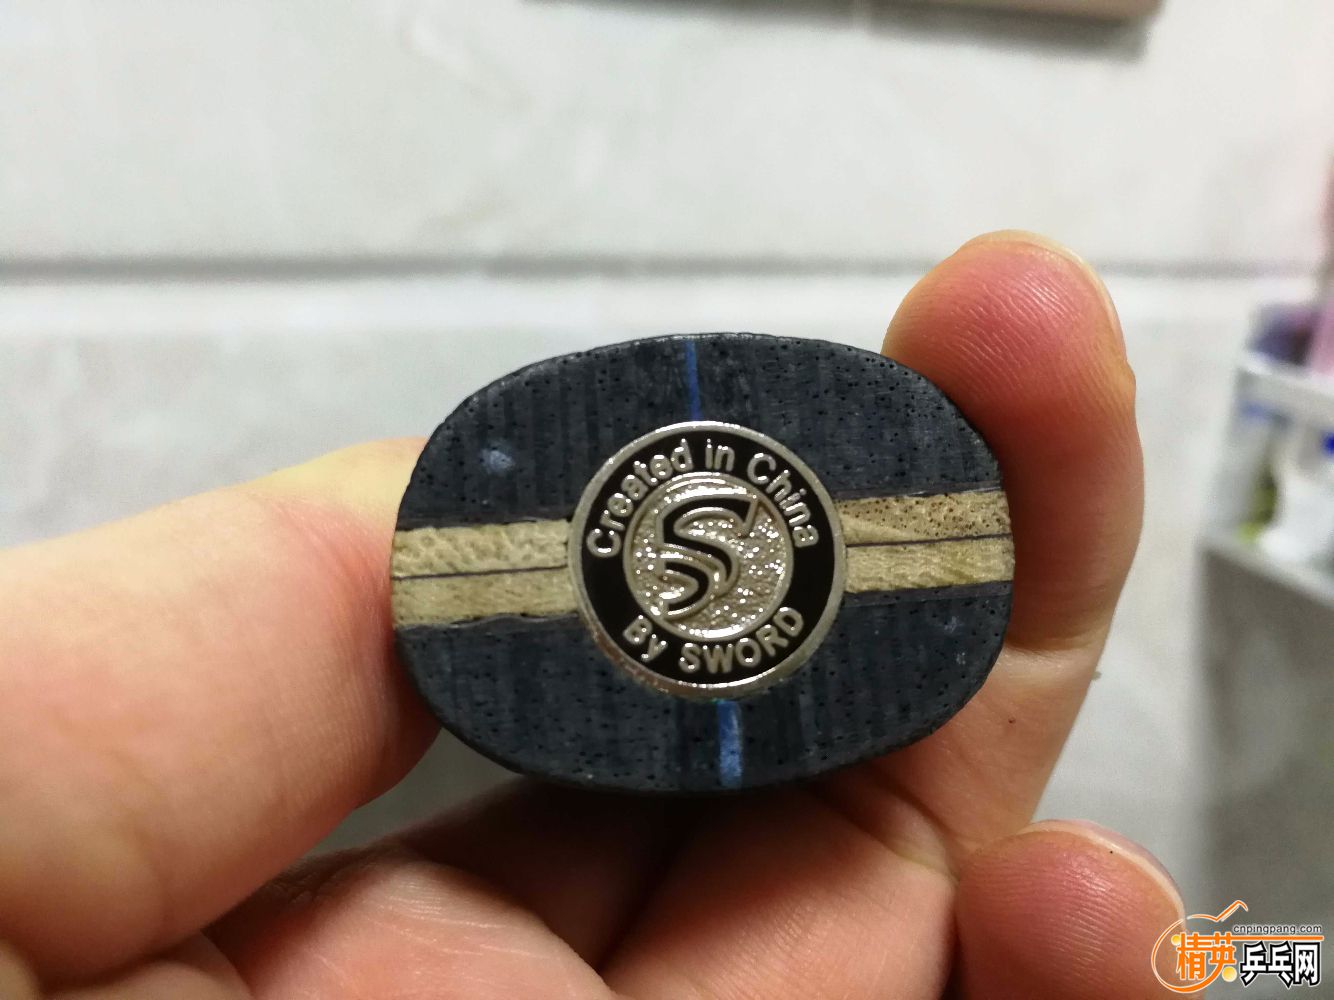 Created in China
S
By SWORD
cnpingpang.com
精英乒乓网